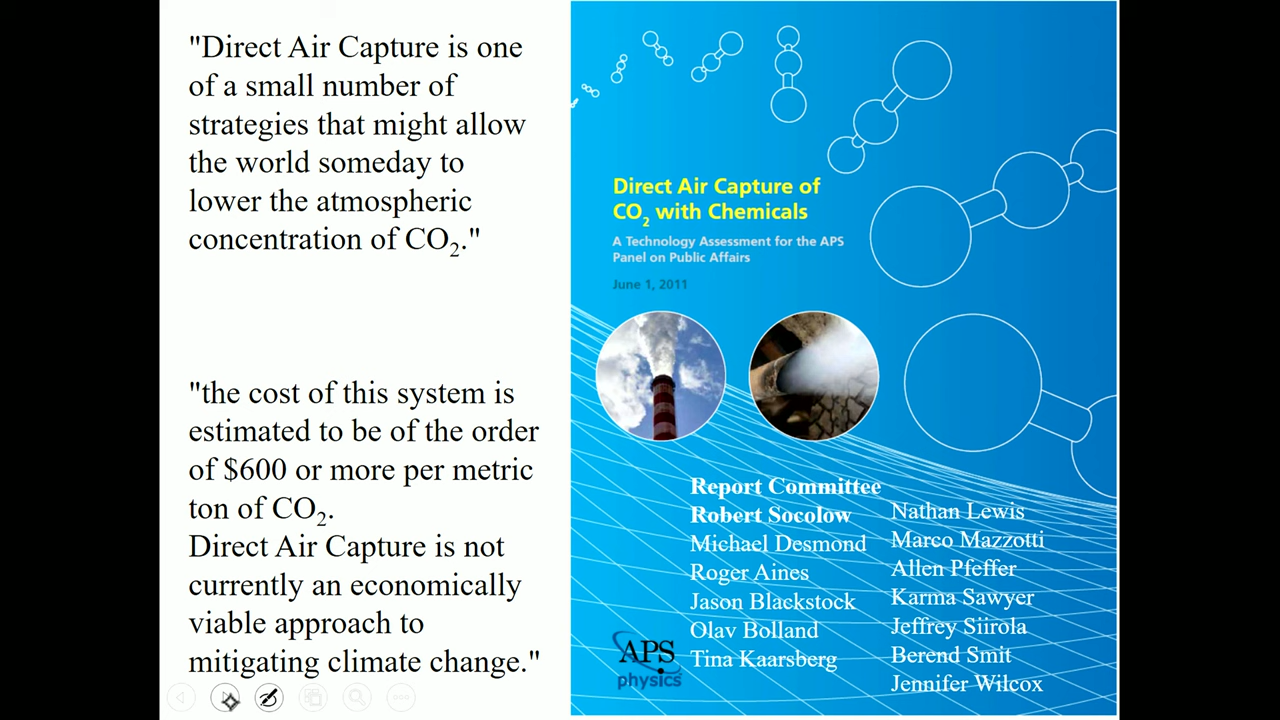 "Direct Air Capture is one
of a small number of
strategies that might allow
the world someday to
lower the atmospheric
concentration of CO₂."
"the cost of this system is
estimated to be of the order
of $600 or more per metric
ton of CO₂.
Direct Air Capture is not
currently an economically
viable approach to
mitigating climate change."
Direct Air Capture of
CO₂ with Chemicals
A Technology Assessment for the APS
Panel on Public Affairs
June 1, 2011
Report Committee
Robert Socolow
Michael Desmond
Roger Aines
Jason Blackstock
Olav Bolland
Tina Kaarsberg
Nathan Lewis
Marco Mazzotti
Allen Pfeffer
Karma Sawyer
Jeffrey Siirola
Berend Smit
Jennifer Wilcox
APS
physics